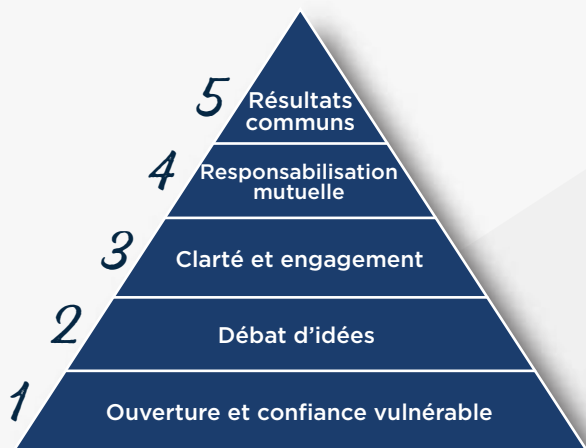 5 Résultats
communs
4 Responsabilisation
mutuelle
3 Clarté et engagement
2 Débat d'idées
1 Ouverture et confiance vulnérable